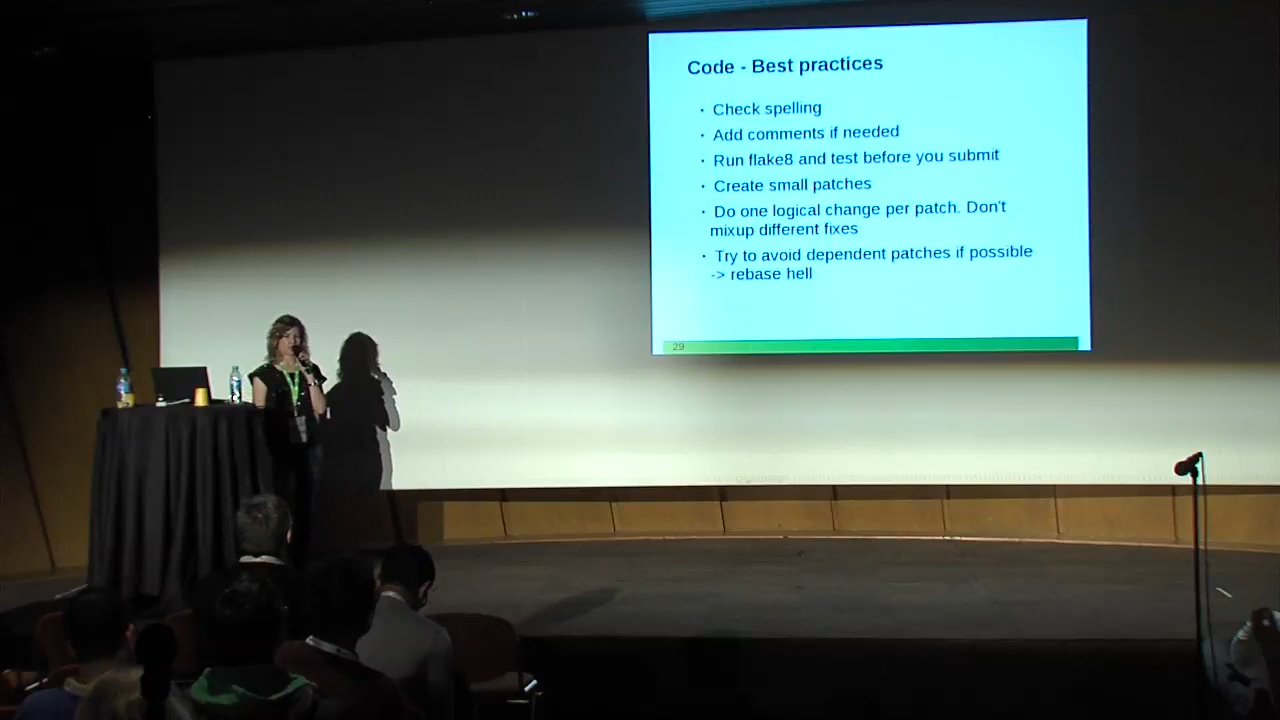 Code - Best practices
· Check spelling
· Add comments if needed
· Run flake8 and test before you submit
· Create small patches
· Do one logical change per patch. Don't
mixup different fixes
· Try to avoid dependent patches if possible
-> rebase hell
29